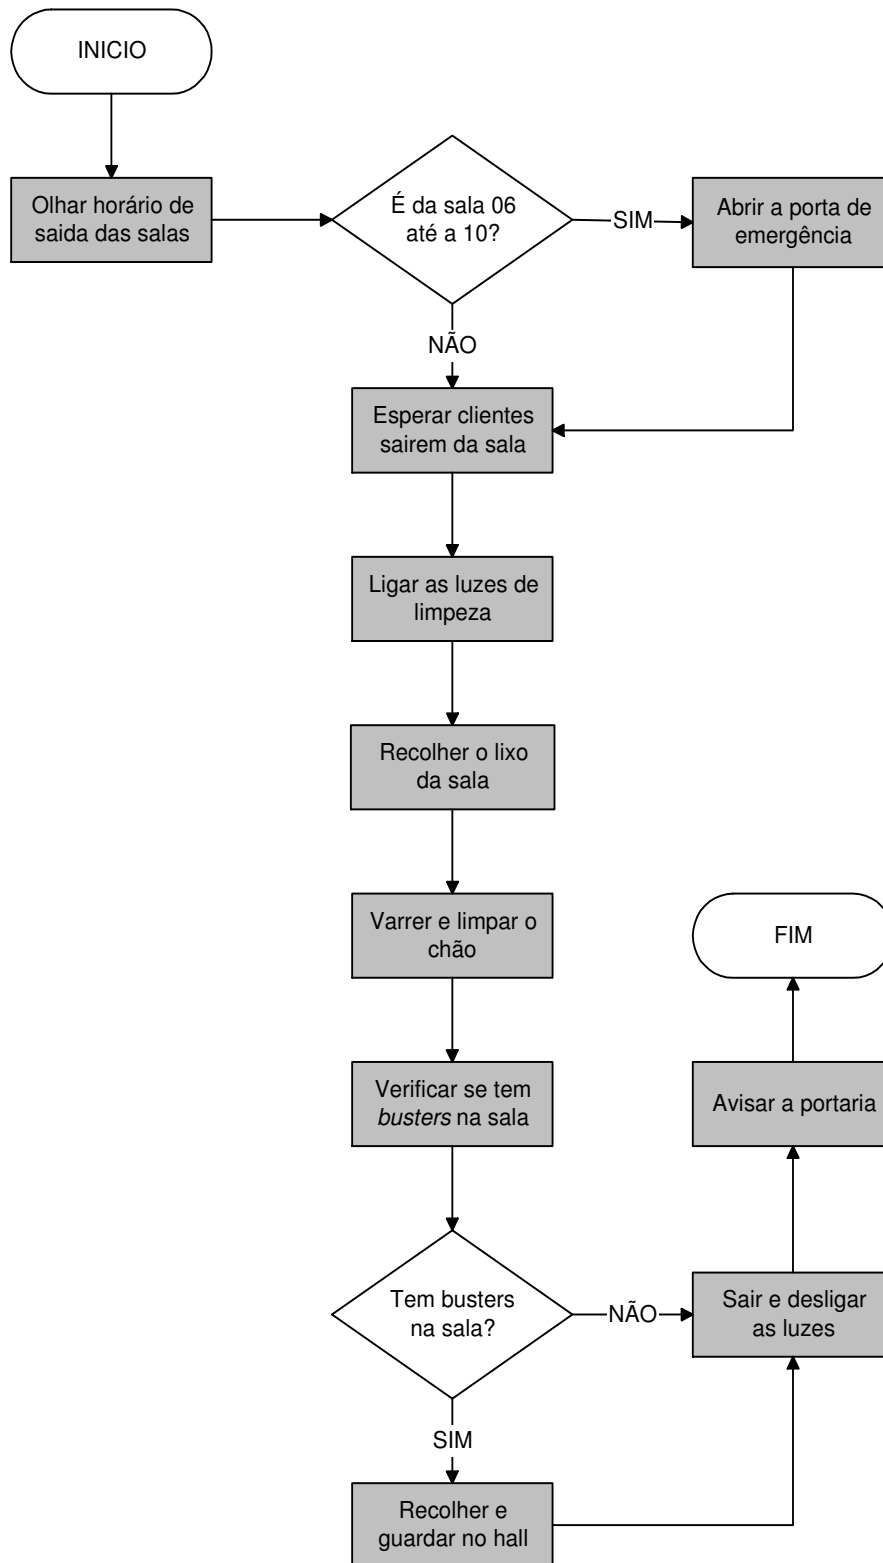 INICIO
Olhar horário de
saida das salas
É da sala 06
até a 10?
SIM
Abrir a porta de
emergência
NÃO
Esperar clientes
sairem da sala
Ligar as luzes de
limpeza
Recolher o lixo
da sala
Varrer e limpar o
chão
Verificar se tem
busters na sala
Tem busters
na sala?
NÃO
SIM
Recolher e
guardar no hall
Sair e desligar
as luzes
Avisar a portaria
FIM